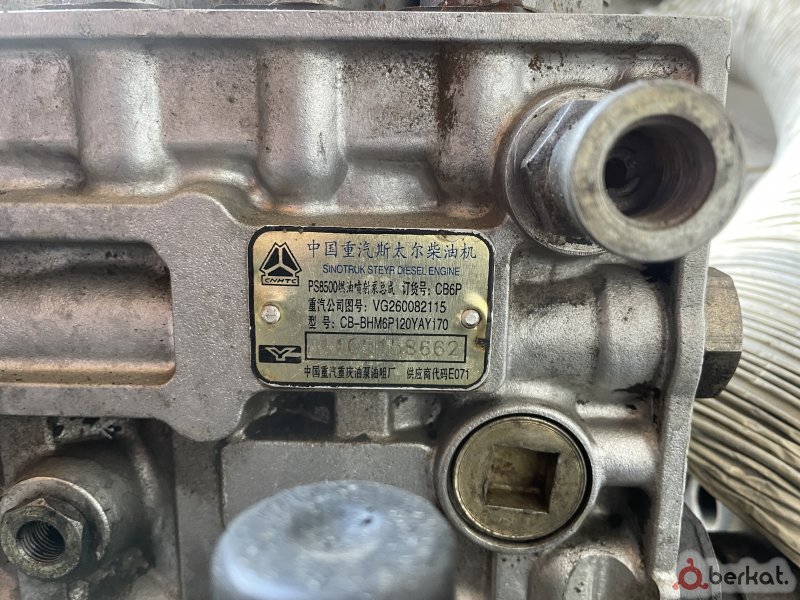 中国重汽斯太尔柴油机
SINOTRUK STEYR DIESEL ENGINE
CNHTC
PS8500燃油喷射泵总成 订货号: CB6P
重汽公司图号: VG260082115
型 号: CB-BHM6P120YAY170
8662
中国重汽重庆油泵油咀厂 供应商代码E071
berkat.